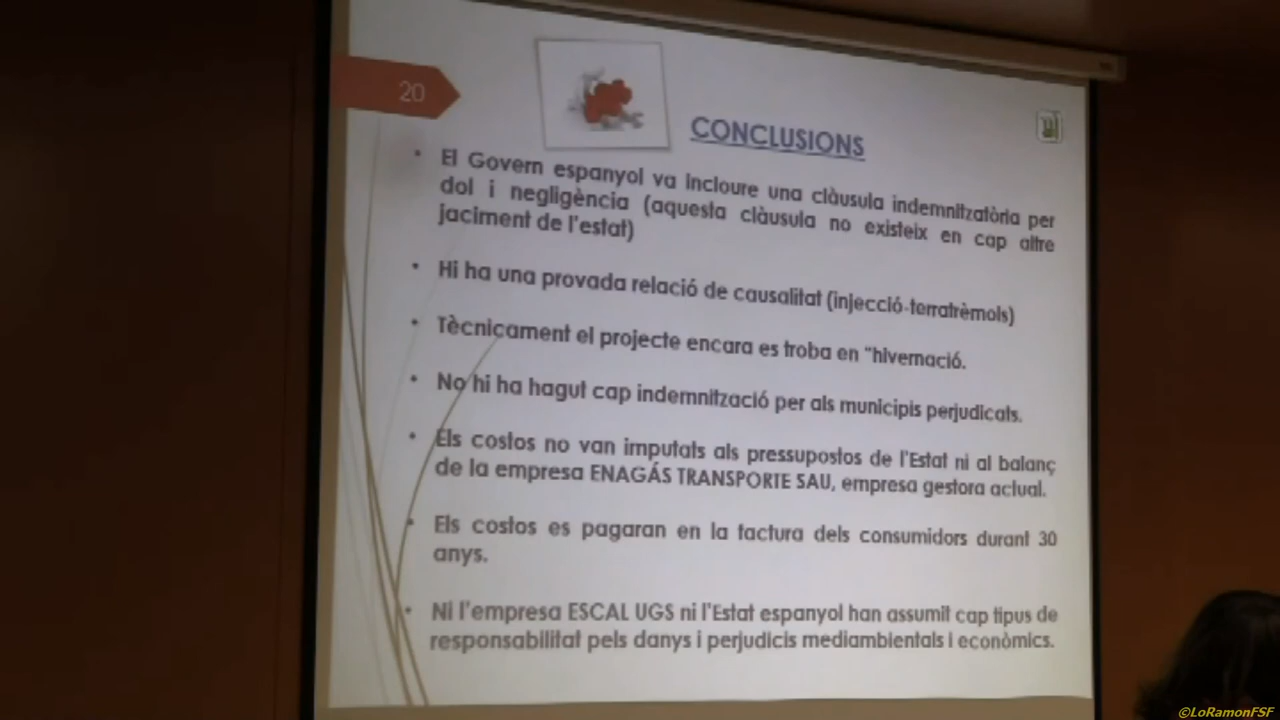 20
CONCLUSIONS
• El Govern espanyol va incloure una clàusula indemnitzatòria per
dol i negligència (aquesta clàusula no existeix en cap altre
jaciment de l'estat)
• Hi ha una provada relació de causalitat (injecció-terratrèmols)
• Tècnicament el projecte encara es troba en "hivernació.
• No hi ha hagut cap indemnització per als municipis perjudicats.
• Els costos no van imputats als pressupostos de l'Estat ni al balanç
de la empresa ENAGÁS TRANSPORTE SAU, empresa gestora actual.
• Els costos es pagaran en la factura dels consumidors durant 30
anys.
• Ni l'empresa ESCAL UGS ni l'Estat espanyol han assumit cap tipus de
responsabilitat pels danys i perjudicis mediambientals i econòmics.
©LoRamonFSF